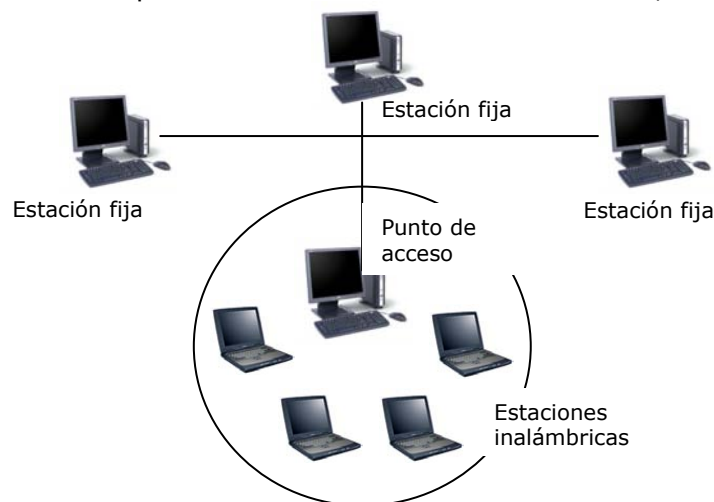 Estación fija
Estación fija
Estación fija
Punto de
acceso
Estaciones
inalámbricas